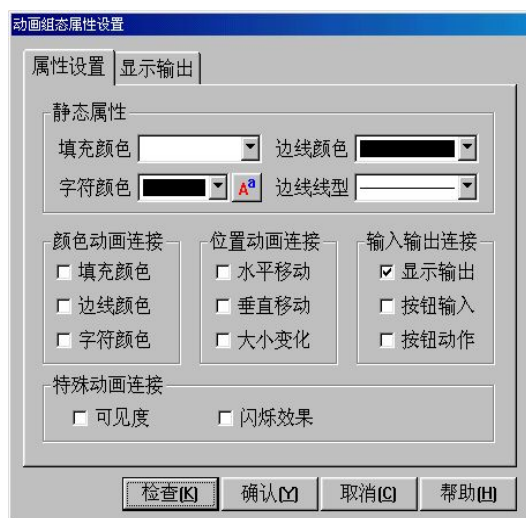 动画组态属性设置
属性设置 显示输出
静态属性
填充颜色 边线颜色
字符颜色 Aa 边线线型
颜色动画连接 位置动画连接 输入输出连接
填充颜色 水平移动 显示输出
边线颜色 垂直移动 按钮输入
字符颜色 大小变化 按钮动作
特殊动画连接
可见度 闪烁效果
检查(K) 确认(Y) 取消(C) 帮助(H)